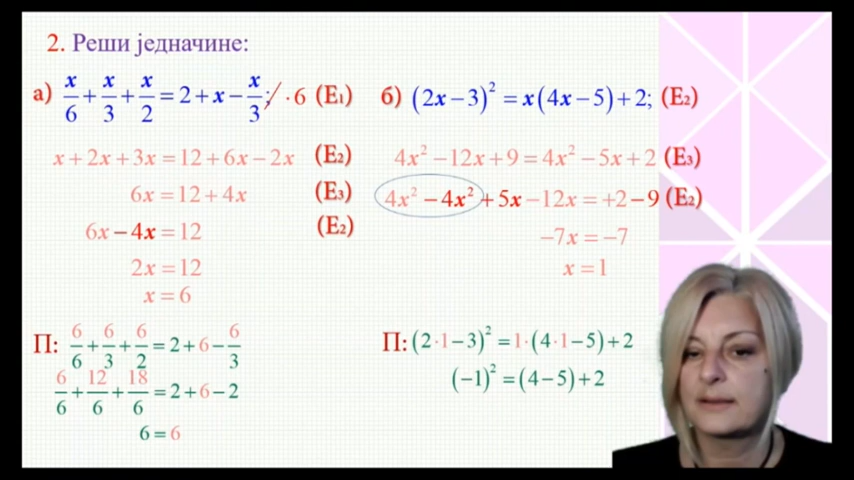 2. Реши једначине:
а) x/6 + x/3 + x/2 = 2 + x − x/3; / · 6 (E₁)
x + 2x + 3x = 12 + 6x − 2x (E₂)
6x = 12 + 4x (E₃)
6x − 4x = 12 (E₂)
2x = 12
x = 6
П: 6/6 + 6/3 + 6/2 = 2 + 6 − 6/3
6/6 + 12/6 + 18/6 = 2 + 6 − 2
6 = 6
б) (2x − 3)² = x(4x − 5) + 2; (E₂)
4x² − 12x + 9 = 4x² − 5x + 2 (E₃)
4x² − 4x² + 5x − 12x = +2 − 9 (E₂)
−7x = −7
x = 1
П: (2 · 1 − 3)² = 1 · (4 · 1 − 5) + 2
(−1)² = (4 − 5) + 2